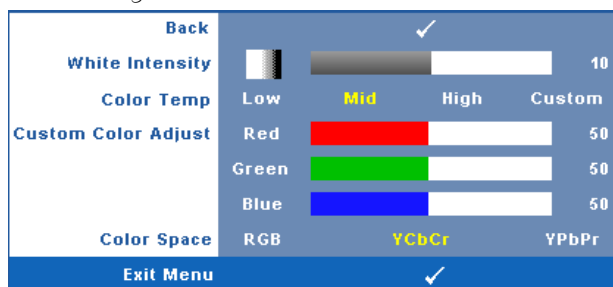 Back
White Intensity 10
Color Temp Low Mid High Custom
Custom Color Adjust Red 50
Green 50
Blue 50
Color Space RGB YCbCr YPbPr
Exit Menu